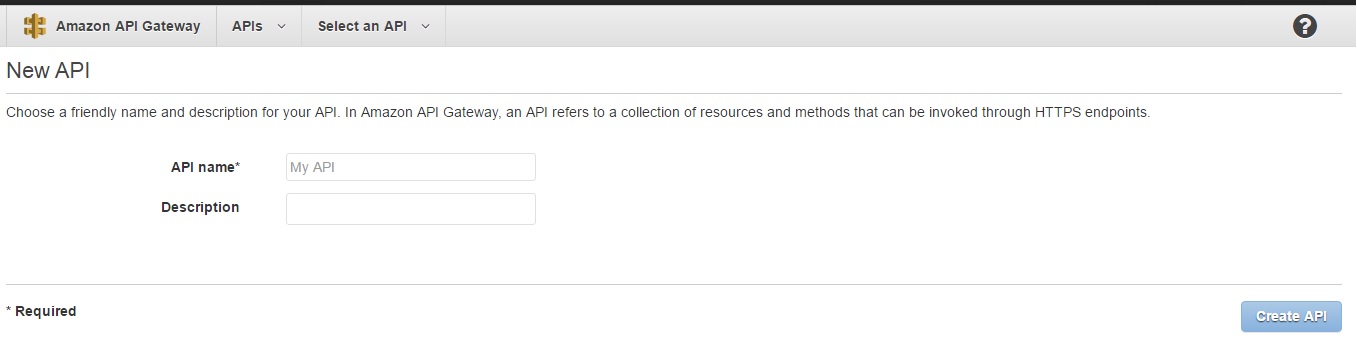 Amazon API Gateway APIs Select an API ?
New API
Choose a friendly name and description for your API. In Amazon API Gateway, an API refers to a collection of resources and methods that can be invoked through HTTPS endpoints.
API name* My API
Description
* Required Create API